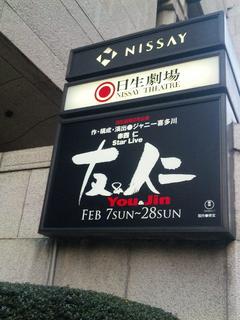 NISSAY
日生劇場
NISSAY THEATRE
作・構成・演出●ジャニー喜多川
赤西 仁
Star Live
友&仁
You&Jin
FEB 7SUN~28SUN